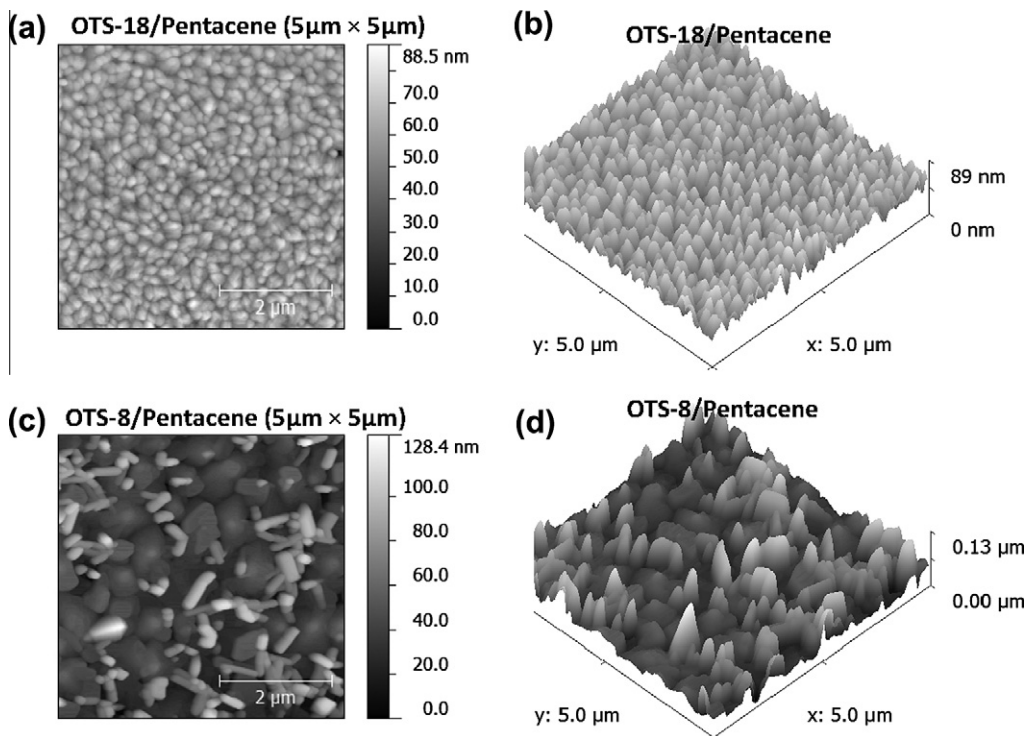 (a)
OTS-18/Pentacene (5µm × 5µm)
88.5 nm
70.0
60.0
50.0
40.0
30.0
20.0
10.0
0.0
2 µm
(b)
OTS-18/Pentacene
89 nm
0 nm
y: 5.0 µm
x: 5.0 µm
(c)
OTS-8/Pentacene (5µm × 5µm)
128.4 nm
100.0
80.0
60.0
40.0
20.0
0.0
2 µm
(d)
OTS-8/Pentacene
0.13 µm
0.00 µm
y: 5.0 µm
x: 5.0 µm